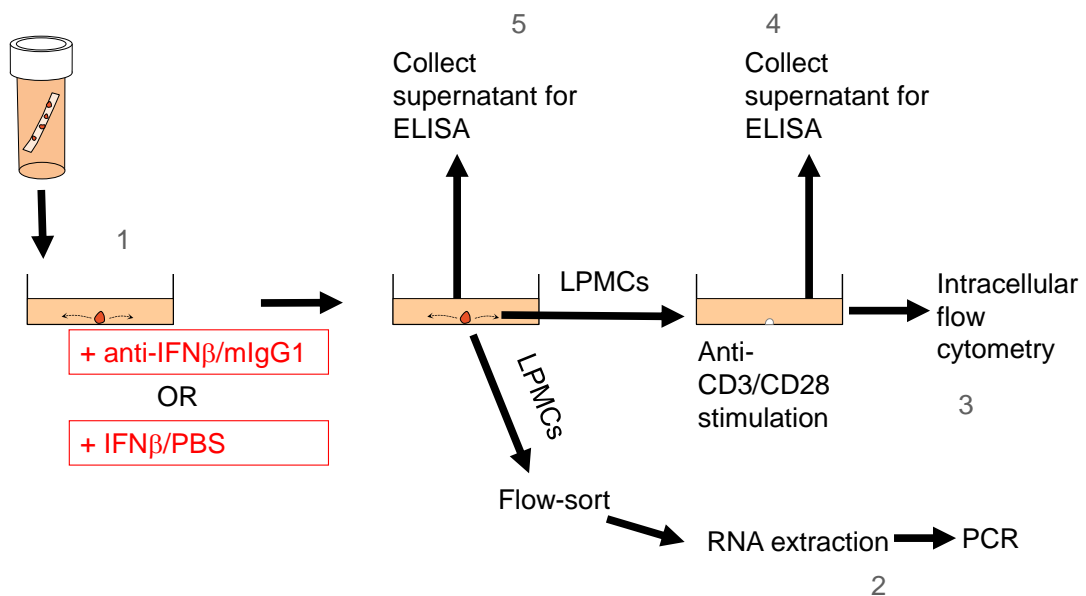 5
4
Collect
supernatant for
ELISA
Collect
supernatant for
ELISA
1
LPMCs
Intracellular
flow
cytometry
+ anti-IFNβ/mIgG1
OR
+ IFNβ/PBS
LPMCs
Anti-
CD3/CD28
stimulation
3
Flow-sort
RNA extraction
PCR
2